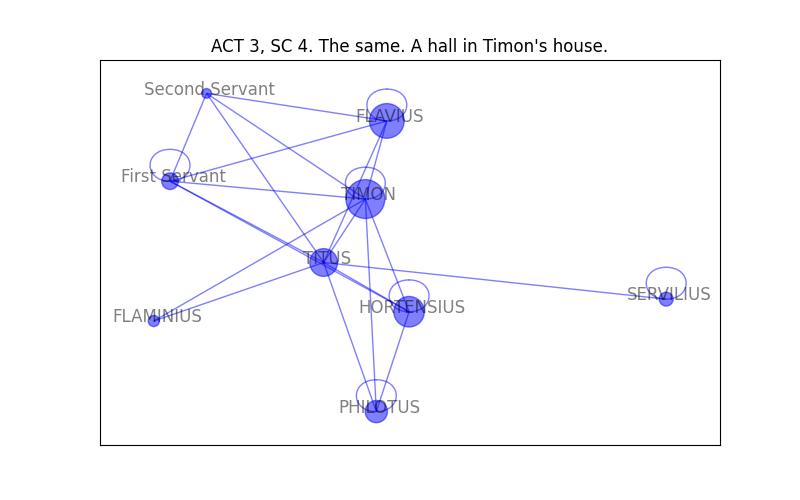 ACT 3, SC 4. The same. A hall in Timon's house.
Second Servant
FLAVIUS
First Servant
TIMON
TITUS
SERVILIUS
HORTENSIUS
FLAMINIUS
PHILOTUS